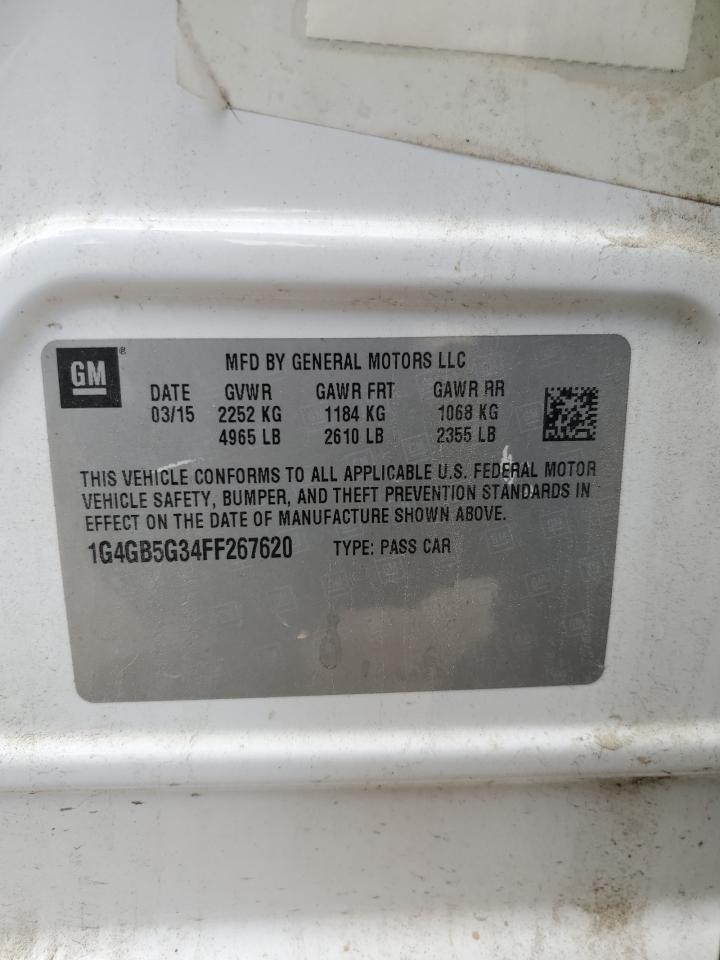 GM ®
MFD BY GENERAL MOTORS LLC
DATE GVWR GAWR FRT GAWR RR
03/15 2252 KG 1184 KG 1068 KG
4965 LB 2610 LB 2355 LB
THIS VEHICLE CONFORMS TO ALL APPLICABLE U.S. FEDERAL MOTOR
VEHICLE SAFETY, BUMPER, AND THEFT PREVENTION STANDARDS IN
EFFECT ON THE DATE OF MANUFACTURE SHOWN ABOVE.
1G4GB5G34FF267620 TYPE: PASS CAR